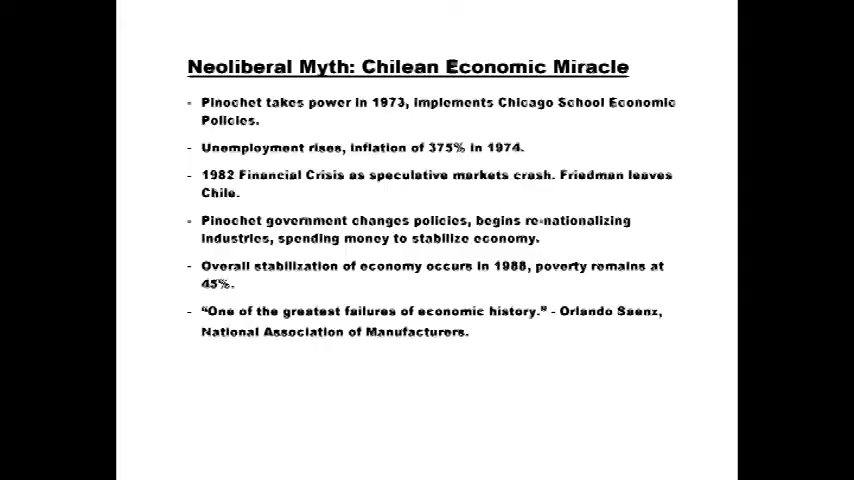 Neoliberal Myth: Chilean Economic Miracle
- Pinochet takes power in 1973, implements Chicago School Economic
Policies.
- Unemployment rises, inflation of 375% in 1974.
- 1982 Financial Crisis as speculative markets crash. Friedman leaves
Chile.
- Pinochet government changes policies, begins re-nationalizing
industries, spending money to stabilize economy.
- Overall stabilization of economy occurs in 1988, poverty remains at
45%.
- “One of the greatest failures of economic history.” - Orlando Saenz,
National Association of Manufacturers.